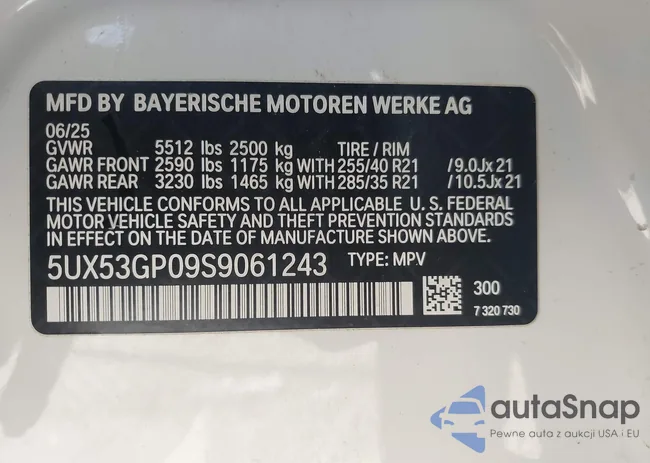 MFD BY BAYERISCHE MOTOREN WERKE AG
06/25
GVWR 5512 lbs 2500 kg TIRE / RIM
GAWR FRONT 2590 lbs 1175 kg WITH 255/40 R21 /9.0Jx21
GAWR REAR 3230 lbs 1465 kg WITH 285/35 R21 /10.5Jx21
THIS VEHICLE CONFORMS TO ALL APPLICABLE U. S. FEDERAL
MOTOR VEHICLE SAFETY AND THEFT PREVENTION STANDARDS
IN EFFECT ON THE DATE OF MANUFACTURE SHOWN ABOVE.
5UX53GP09S9061243 TYPE: MPV
300
7 320 730
autaSnap
Pewne auta z aukcji USA i EU